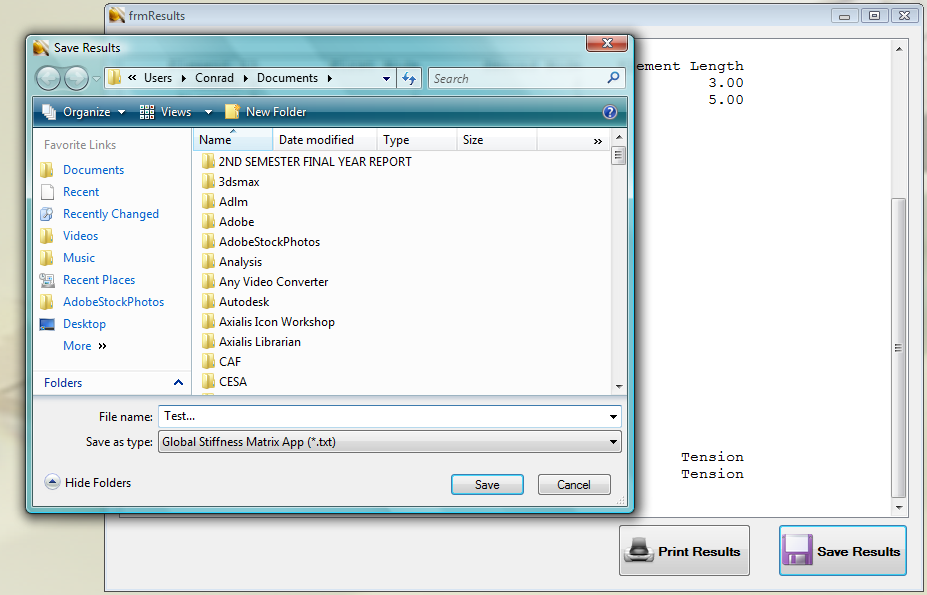 frmResults
Save Results
« Users Conrad Documents
Search
Organize Views New Folder
Favorite Links
Documents
Recent
Recently Changed
Videos
Music
Recent Places
AdobeStockPhotos
Desktop
More »
Folders
Name Date modified Type Size »
2ND SEMESTER FINAL YEAR REPORT
3dsmax
Adlm
Adobe
AdobeStockPhotos
Analysis
Any Video Converter
Autodesk
Axialis Icon Workshop
Axialis Librarian
CAF
CESA
File name: Test...
Save as type: Global Stiffness Matrix App (*.txt)
Hide Folders
Save Cancel
ement Length
3.00
5.00
Tension
Tension
Print Results
Save Results